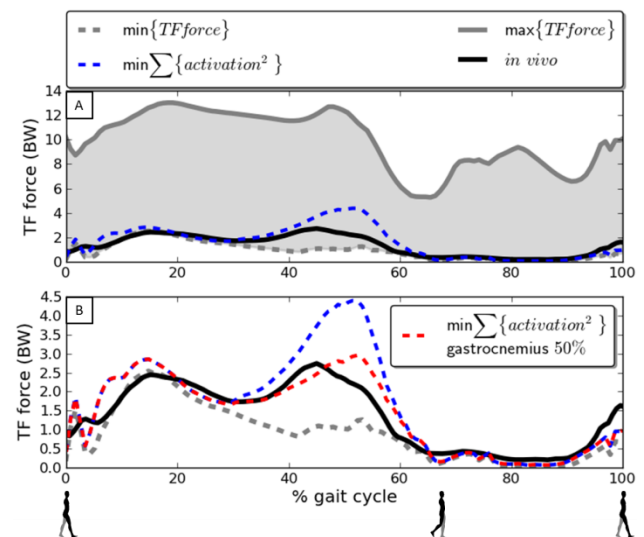 min{TFforce}
max{TFforce}
min∑{activation² }
in vivo
A
14
12
10
8
6
4
2
0
TF force (BW)
0 20 40 60 80 100
B
4.5
4.0
3.5
3.0
2.5
2.0
1.5
1.0
0.5
0.0
TF force (BW)
min∑{activation² }
gastrocnemius 50%
0 20 40 60 80 100
% gait cycle